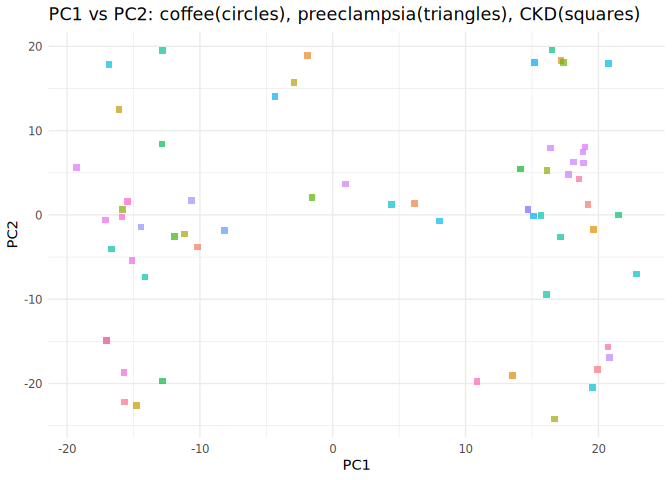 PC1 vs PC2: coffee(circles), preeclampsia(triangles), CKD(squares)
20
10
0
-10
-20
PC2
-20 -10 0 10 20
PC1